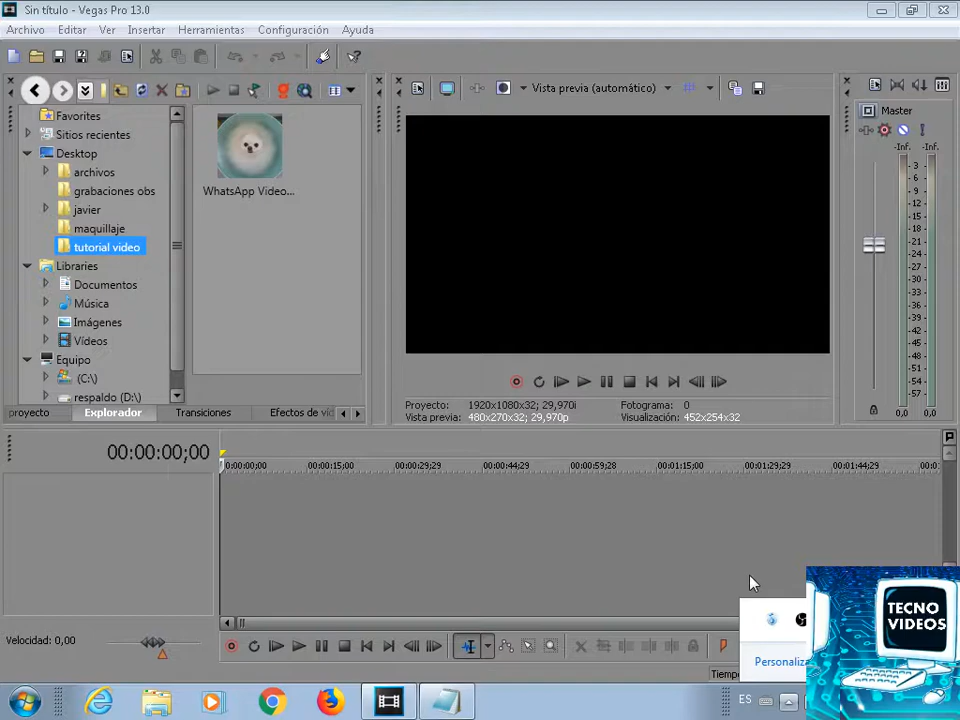 Sin título - Vegas Pro 13.0
Archivo Editar Ver Insertar Herramientas Configuración Ayuda
Vista previa (automático)
Favorites
Sitios recientes
Desktop
archivos
grabaciones obs
javier
maquillaje
tutorial video
Libraries
Documentos
Música
Imágenes
Vídeos
Equipo
(C:)
respaldo (D:)
WhatsApp Video...
Master
-Inf. -Inf.
3
6
9
12
15
18
21
24
27
30
33
36
39
42
45
48
51
54
57
0,0 0,0
proyecto Explorador Transiciones Efectos de víd
Proyecto: 1920x1080x32; 29,970i Fotograma: 0
Vista previa: 480x270x32; 29,970p Visualización: 452x254x32
00:00:00;00
0:00:00;00 00:00:15;00 00:00:29;29 00:00:44;29 00:00:59;28 00:01:15;00 00:01:29;29 00:01:44;29 00:0
Velocidad: 0,00
Personaliza
Tiempo
ES
TECNO
VIDEOS